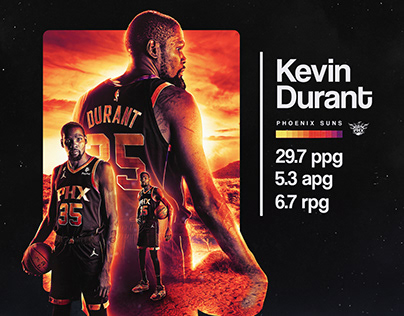 Kevin
Durant
PHOENIX SUNS
29.7 ppg
5.3 apg
6.7 rpg
DURANT
35
PHX
35